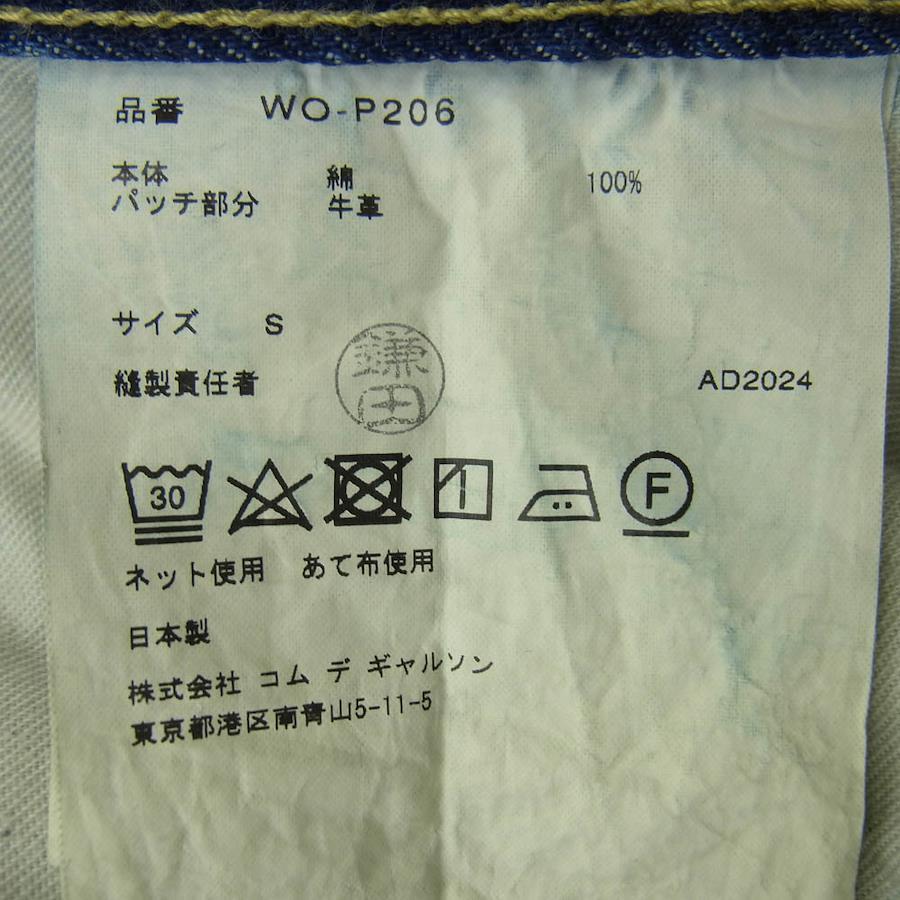 品番 WO-P206
本体 綿 100%
パッチ部分 牛革
サイズ S
鎌田
縫製責任者 AD2024
30 F
ネット使用 あて布使用
日本製
株式会社 コム デ ギャルソン
東京都港区南青山5-11-5